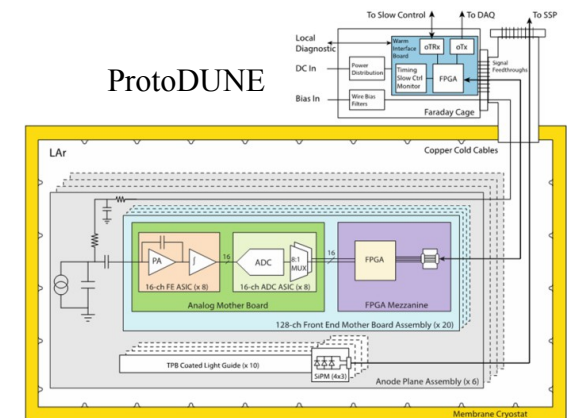 To Slow Control
To DAQ
To SSP
ProtoDUNE
Local
Diagnostic
Warm
Interface
Board
oTRx
oTx
DC In
Power
Distribution
Timing
Slow Ctrl
Monitor
FPGA
Signal
Feedthroughs
Bias In
Wire Bias
Filters
Faraday Cage
LAr
Copper Cold Cables
PA
∫
16
ADC
8:1
MUX
16
FPGA
16-ch FE ASIC (x 8)
16-ch ADC ASIC (x 8)
Analog Mother Board
FPGA Mezzanine
128-ch Front End Mother Board Assembly (x 20)
TPB Coated Light Guide (x 10)
SiPM (4x3)
Anode Plane Assembly (x 6)
Membrane Cryostat